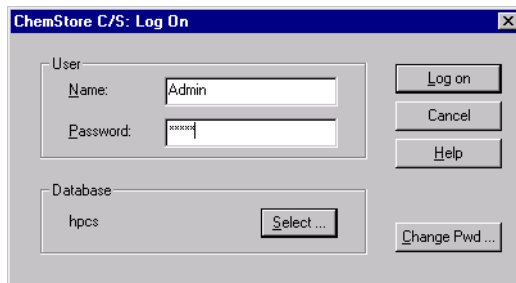 ChemStore C/S: Log On
User
Name:
Admin
Log on
Password:
*****
Cancel
Help
Database
hpcs
Select ...
Change Pwd ...